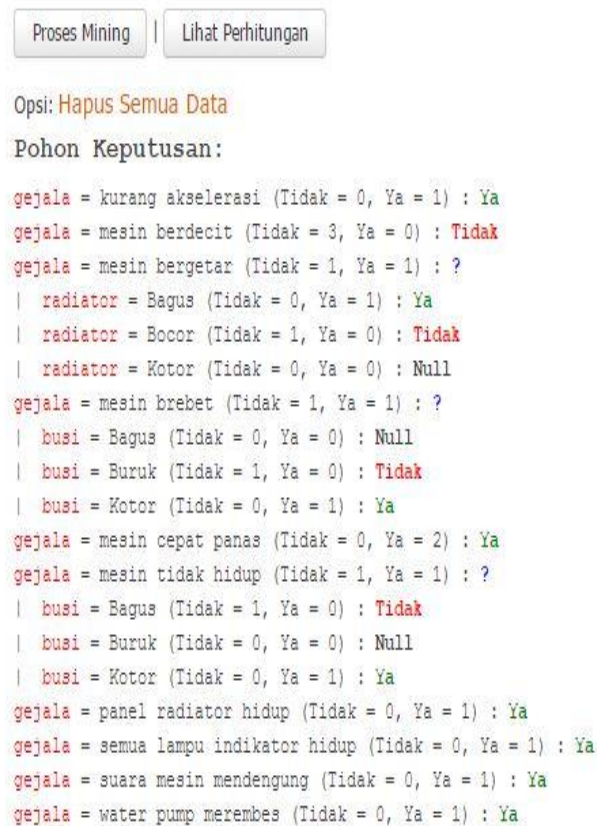 Proses Mining | Lihat Perhitungan
Opsi: Hapus Semua Data
Pohon Keputusan:
gejala = kurang akselerasi (Tidak = 0, Ya = 1) : Ya
gejala = mesin berdecit (Tidak = 3, Ya = 0) : Tidak
gejala = mesin bergetar (Tidak = 1, Ya = 1) : ?
| radiator = Bagus (Tidak = 0, Ya = 1) : Ya
| radiator = Bocor (Tidak = 1, Ya = 0) : Tidak
| radiator = Kotor (Tidak = 0, Ya = 0) : Null
gejala = mesin brebet (Tidak = 1, Ya = 1) : ?
| busi = Bagus (Tidak = 0, Ya = 0) : Null
| busi = Buruk (Tidak = 1, Ya = 0) : Tidak
| busi = Kotor (Tidak = 0, Ya = 1) : Ya
gejala = mesin cepat panas (Tidak = 0, Ya = 2) : Ya
gejala = mesin tidak hidup (Tidak = 1, Ya = 1) : ?
| busi = Bagus (Tidak = 1, Ya = 0) : Tidak
| busi = Buruk (Tidak = 0, Ya = 0) : Null
| busi = Kotor (Tidak = 0, Ya = 1) : Ya
gejala = panel radiator hidup (Tidak = 0, Ya = 1) : Ya
gejala = semua lampu indikator hidup (Tidak = 0, Ya = 1) : Ya
gejala = suara mesin mendengung (Tidak = 0, Ya = 1) : Ya
gejala = water pump merembes (Tidak = 0, Ya = 1) : Ya